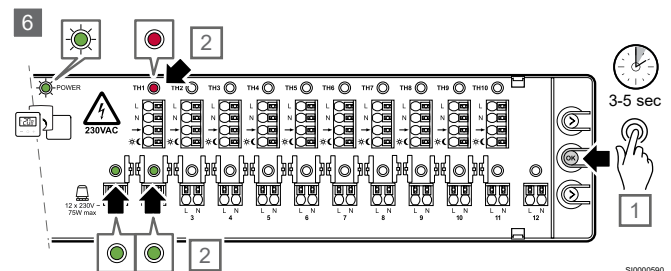 6
2
POWER
TH1 TH2 TH3 TH4 TH5 TH6 TH7 TH8 TH9 TH10
230VAC
L
N
3-5 sec
OK
1
12 x 230V ~
75W max
L N L N L N L N L N L N L N L N L N L N
3 4 5 6 7 8 9 10 11 12
2
SI0000590